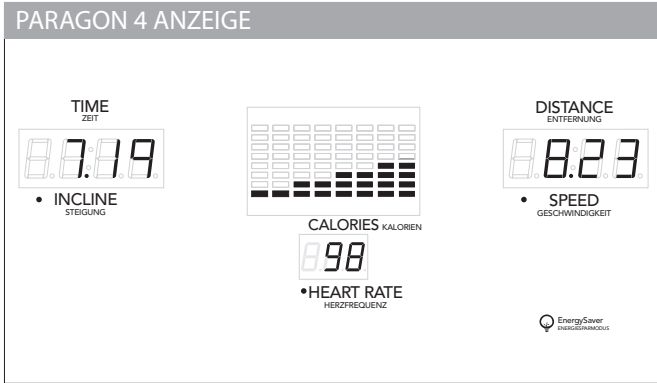 PARAGON 4 ANZEIGE
TIME
ZEIT
7.19
• INCLINE
STEIGUNG
CALORIES KALORIEN
98
•HEART RATE
HERZFREQUENZ
DISTANCE
ENTFERNUNG
8:23
• SPEED
GESCHWINDIGKEIT
EnergySaver
ENERGIESPARMODUS